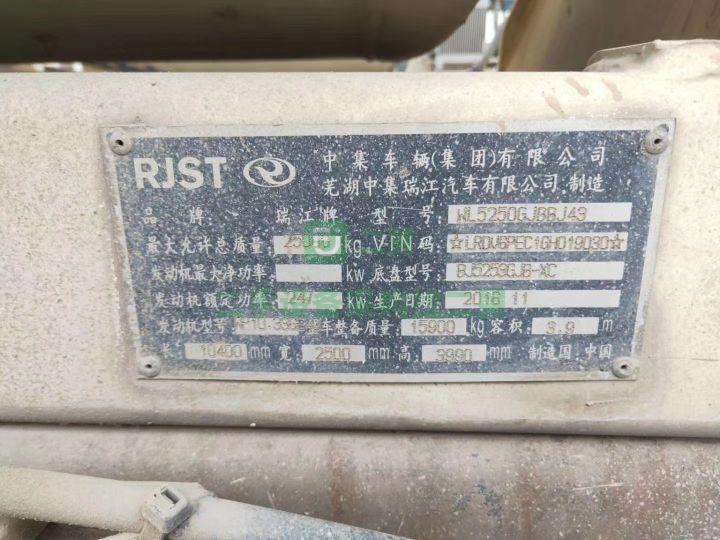 RJST
中集车辆(集团)有限公司
芜湖中集瑞江汽车有限公司 制造
品牌 瑞江牌 型号 WL5250GJBBJ43
最大允许总质量 kg VIN 码 ☆LRDV6PEC1GH019030☆
发动机最大净功率 kw 底盘型号 BJ5253GJB-XC
发动机额定功率 247 kw 生产日期 2016 11
发动机型号 整车整备质量 15900 kg 容积 3.9 m
长 10400 mm 宽 2500 mm 高 3990 mm 制造国 中国